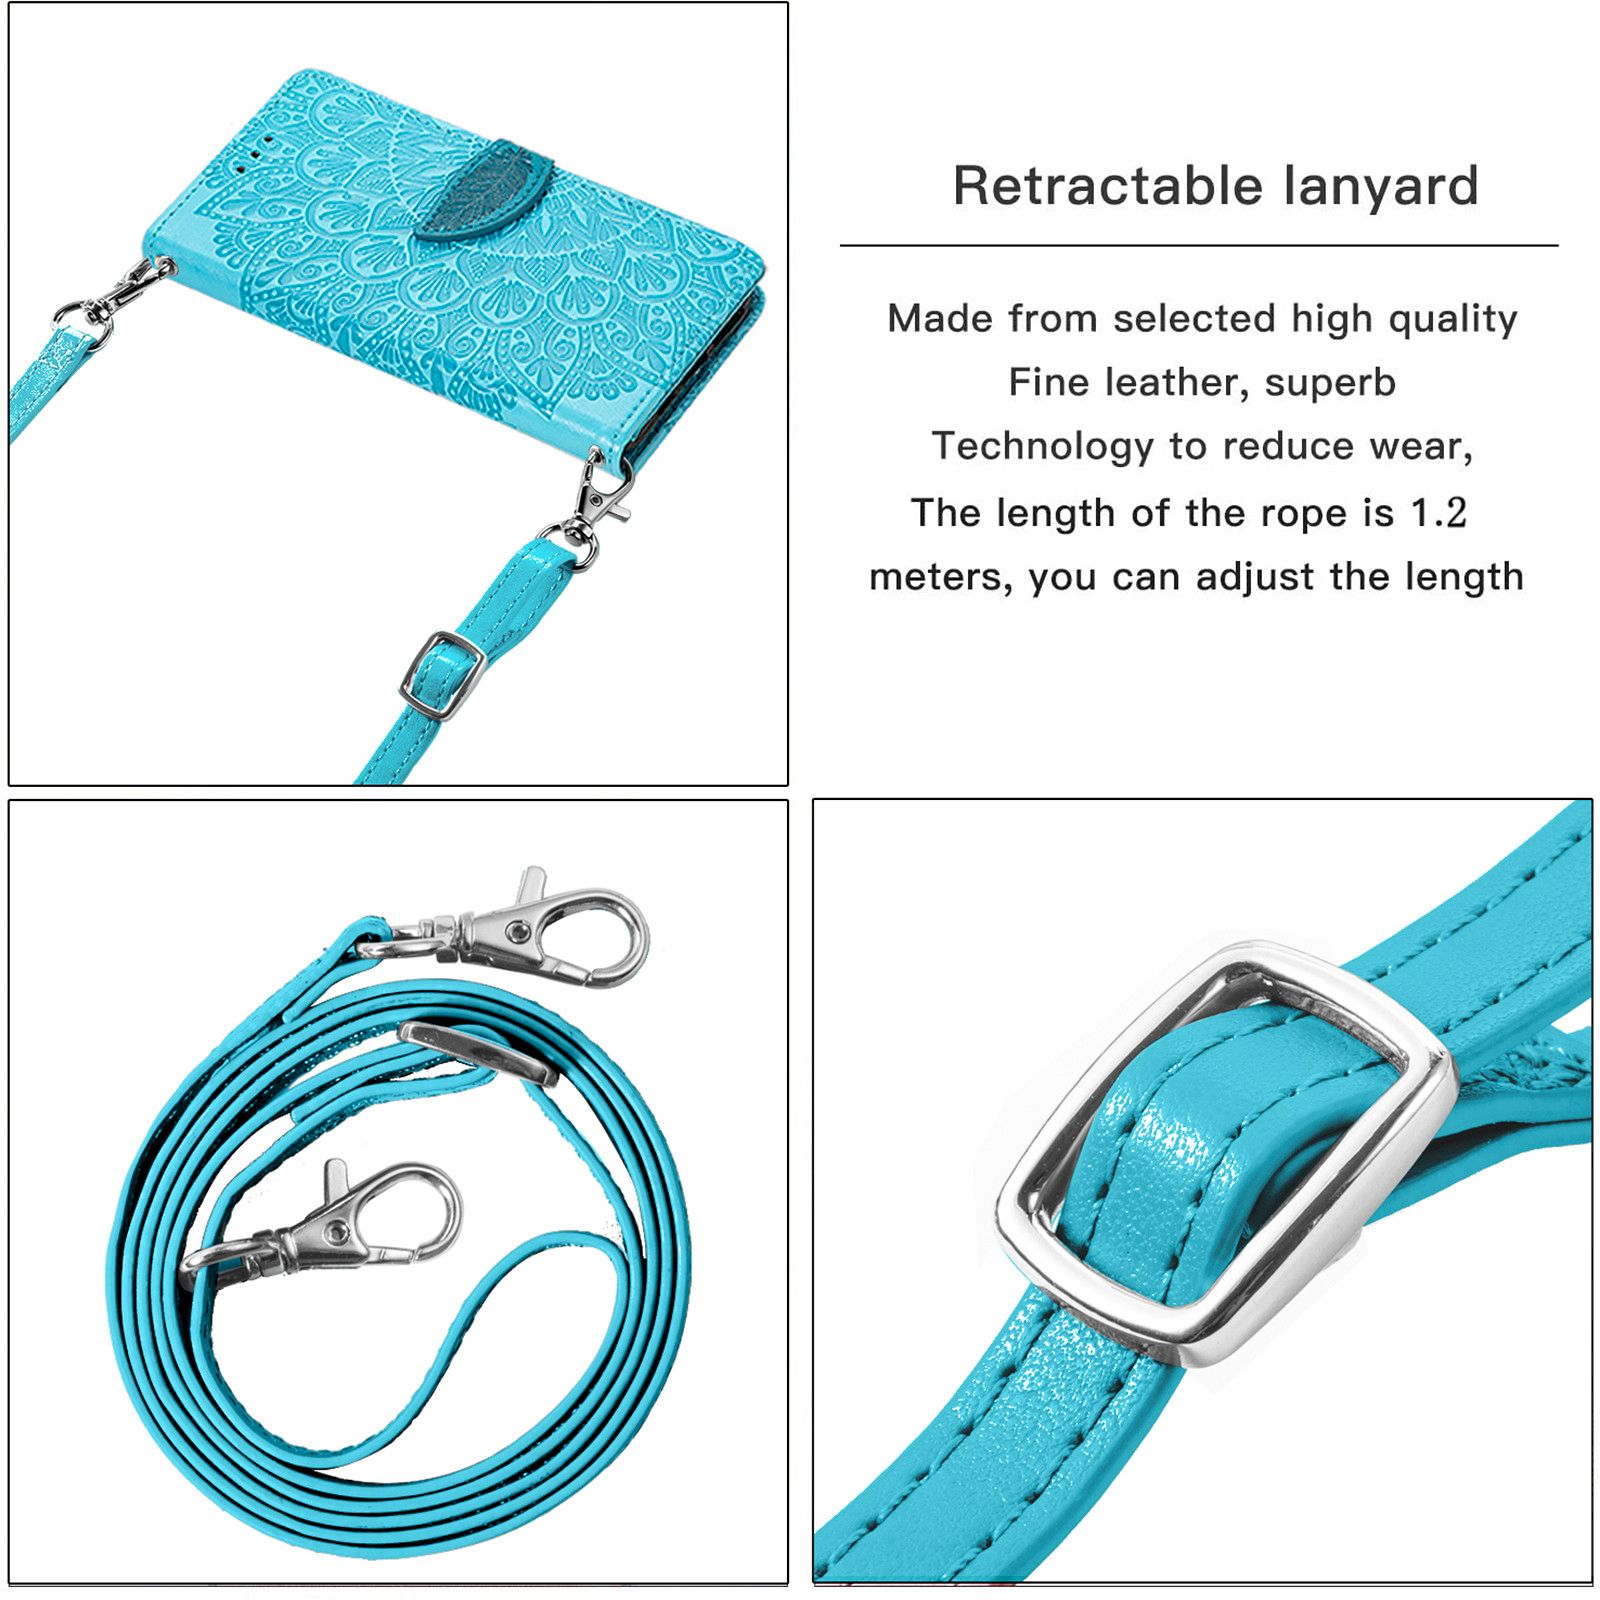 Retractable lanyard
Made from selected high quality
Fine leather, superb
Technology to reduce wear,
The length of the rope is 1.2
meters, you can adjust the length